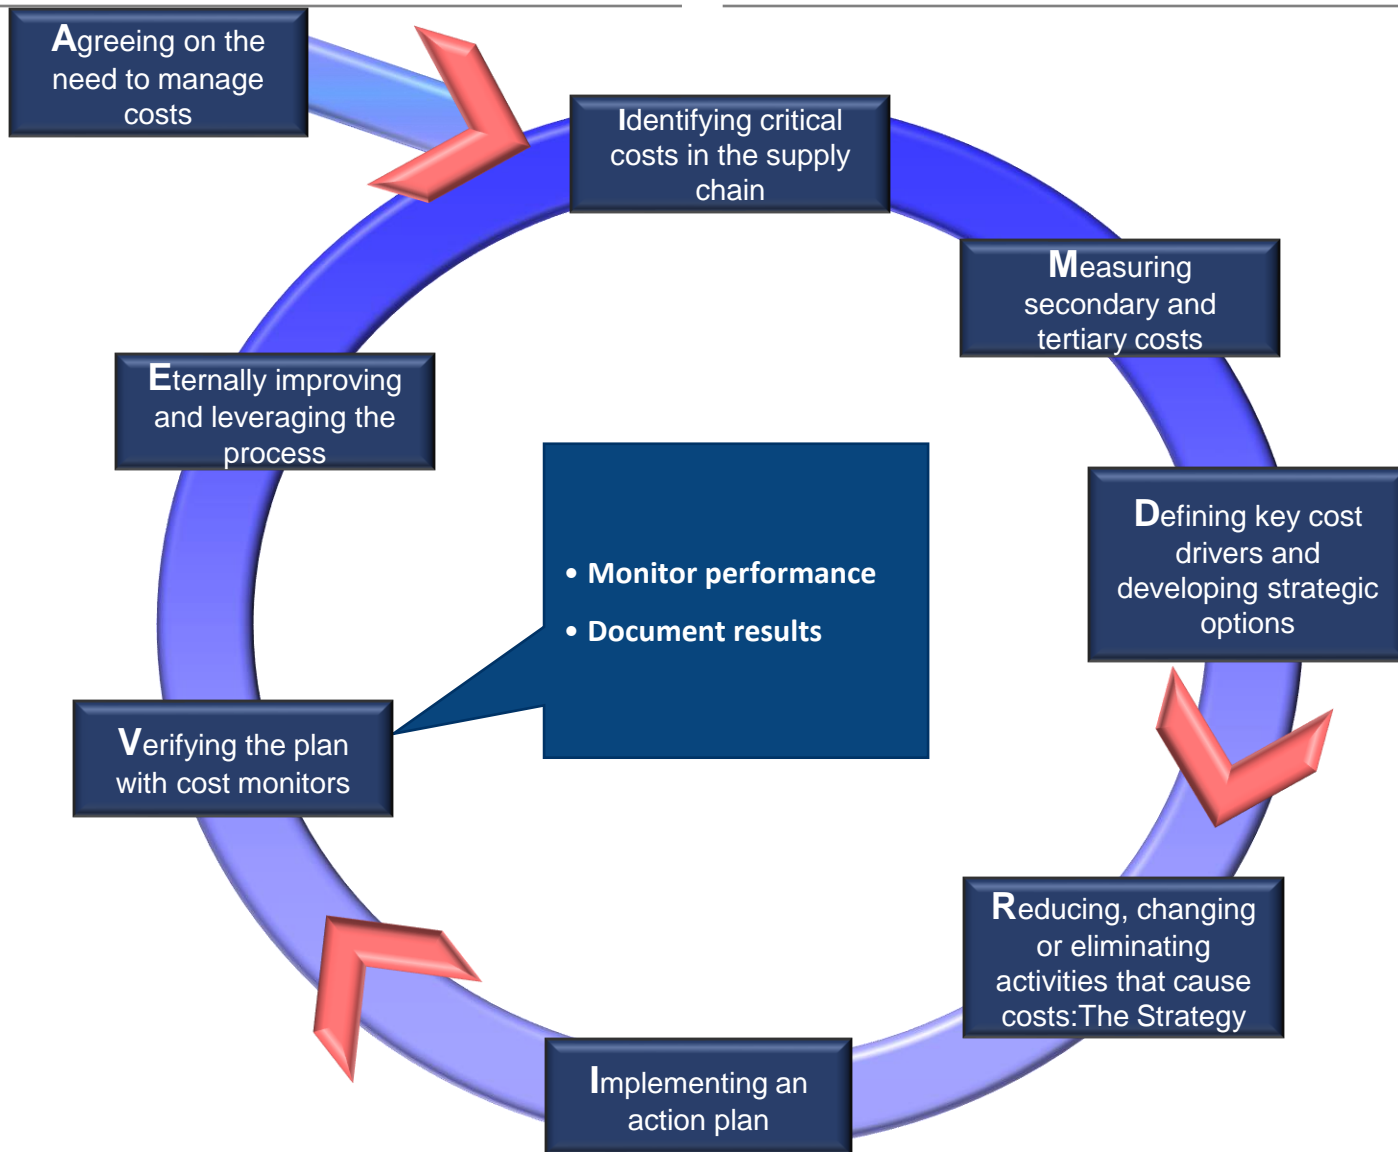 Agreeing on the
need to manage
costs
Identifying critical
costs in the supply
chain
Measuring
secondary and
tertiary costs
Defining key cost
drivers and
developing strategic
options
Reducing, changing
or eliminating
activities that cause
costs:The Strategy
Implementing an
action plan
Verifying the plan
with cost monitors
Eternally improving
and leveraging the
process
• Monitor performance
• Document results